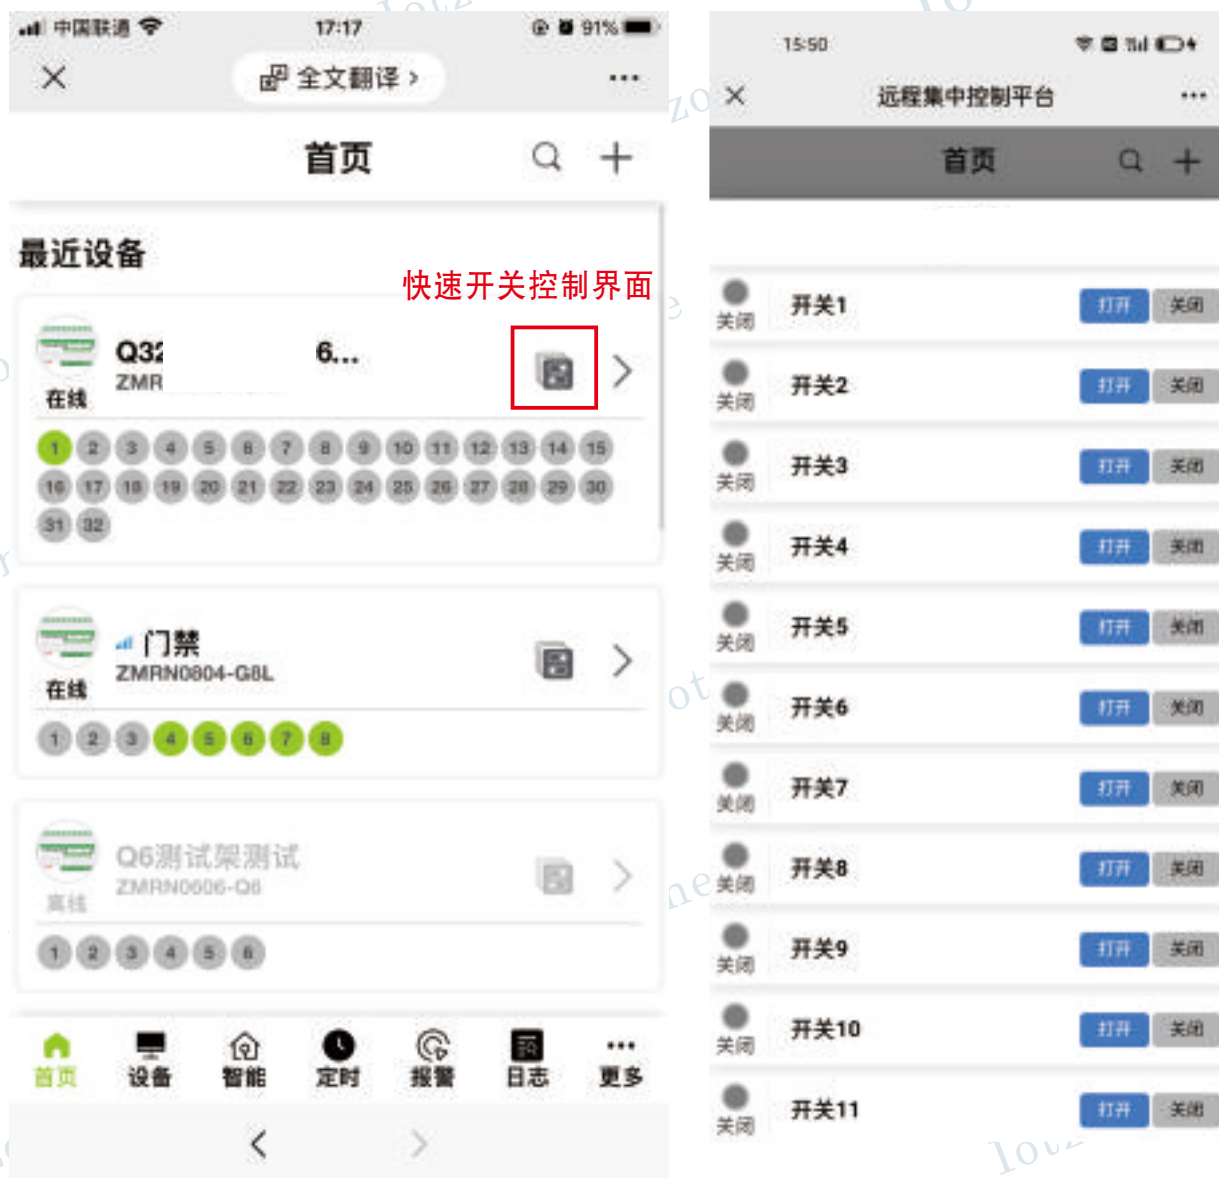 中国联通
17:17
91%
全文翻译
首页
最近设备
快速开关控制界面
Q32
6...
ZMR
在线
1 2 3 4 5 6 7 8 9 10 11 12 13 14 15
16 17 18 19 20 21 22 23 24 25 26 27 28 29 30
31 32
门禁
ZMRN0804-G8L
在线
1 2 3 4 5 6 7 8
Q6测试架测试
ZMRN0606-Q6
离线
1 2 3 4 5 6
首页 设备 智能 定时 报警 日志 更多
15:50
远程集中控制平台
首页
关闭 开关1 打开 关闭
关闭 开关2 打开 关闭
关闭 开关3 打开 关闭
关闭 开关4 打开 关闭
关闭 开关5 打开 关闭
关闭 开关6 打开 关闭
关闭 开关7 打开 关闭
关闭 开关8 打开 关闭
关闭 开关9 打开 关闭
关闭 开关10 打开 关闭
关闭 开关11 打开 关闭